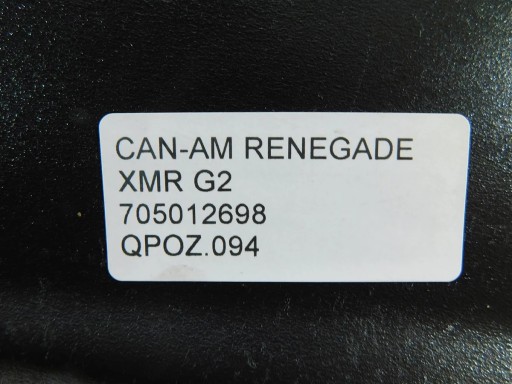 CAN-AM RENEGADE
XMR G2
705012698
QPOZ.094